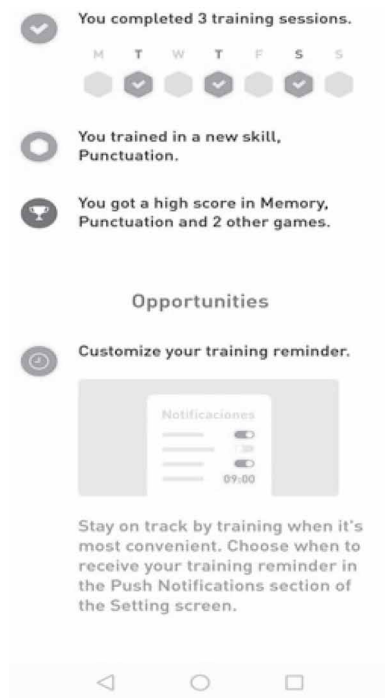 You completed 3 training sessions.
M T W T F S S
You trained in a new skill,
Punctuation.
You got a high score in Memory,
Punctuation and 2 other games.
Opportunities
Customize your training reminder.
Notificaciones
09:00
Stay on track by training when it's
most convenient. Choose when to
receive your training reminder in
the Push Notifications section of
the Setting screen.